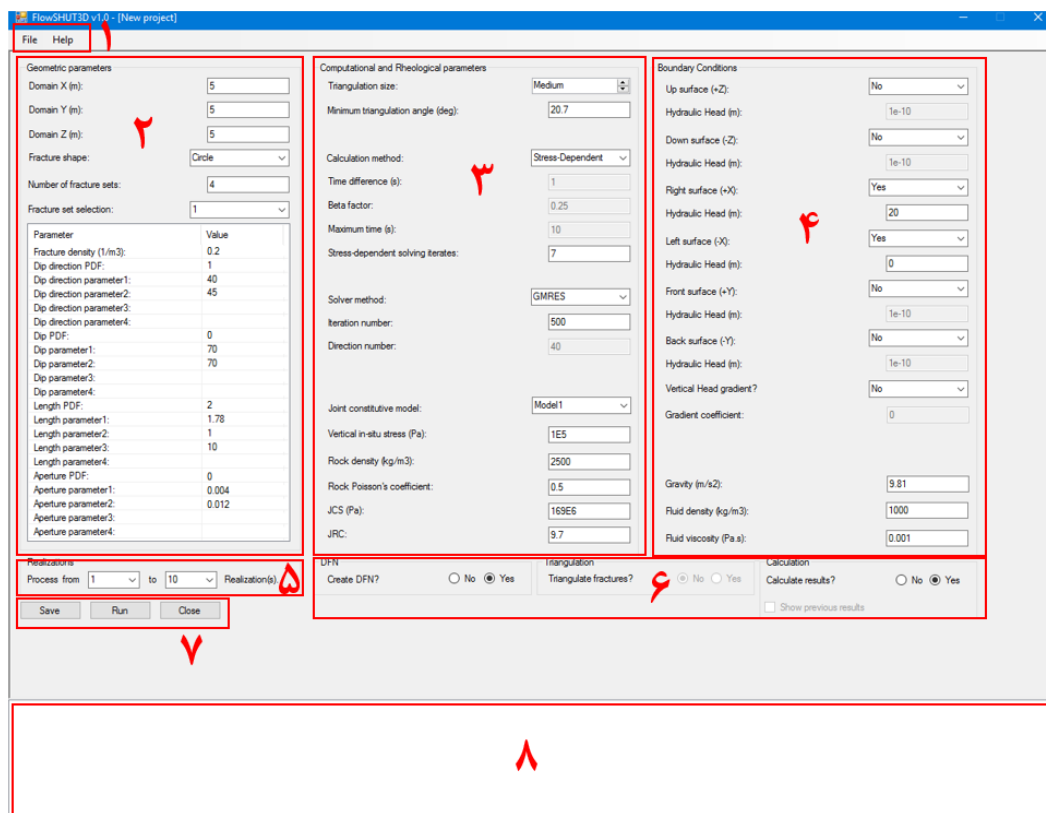 FlowSHUT3D v1.0 - [New project]
File Help
۱
Geometric parameters
Domain X (m): 5
Domain Y (m): 5
Domain Z (m): 5
۲
Fracture shape: Circle
Number of fracture sets: 4
Fracture set selection: 1
Parameter Value
Fracture density (1/m3): 0.2
Dip direction PDF: 1
Dip direction parameter1: 40
Dip direction parameter2: 45
Dip direction parameter3:
Dip direction parameter4:
Dip PDF: 0
Dip parameter1: 70
Dip parameter2: 70
Dip parameter3:
Dip parameter4:
Length PDF: 2
Length parameter1: 1.78
Length parameter2: 1
Length parameter3: 10
Length parameter4:
Aperture PDF: 0
Aperture parameter1: 0.004
Aperture parameter2: 0.012
Aperture parameter3:
Aperture parameter4:
Computational and Rheological parameters
Triangulation size: Medium
Minimum triangulation angle (deg): 20.7
Calculation method: Stress-Dependent
۳
Time difference (s): 1
Beta factor: 0.25
Maximum time (s): 10
Stress-dependent solving iterates: 7
Solver method: GMRES
Iteration number: 500
Direction number: 40
Joint constitutive model: Model1
Vertical in-situ stress (Pa): 1E5
Rock density (kg/m3): 2500
Rock Poisson's coefficient: 0.5
JCS (Pa): 169E6
JRC: 9.7
Boundary Conditions
Up surface (+Z): No
Hydraulic Head (m): 1e-10
Down surface (-Z): No
Hydraulic Head (m): 1e-10
Right surface (+X): Yes
Hydraulic Head (m): 20
۴
Left surface (-X): Yes
Hydraulic Head (m): 0
Front surface (+Y): No
Hydraulic Head (m): 1e-10
Back surface (-Y): No
Hydraulic Head (m): 1e-10
Vertical Head gradient? No
Gradient coefficient: 0
Gravity (m/s2): 9.81
Fluid density (kg/m3): 1000
Fluid viscosity (Pa.s): 0.001
Realizations
Process from 1 to 10 Realization(s).
۵
DFN
Create DFN? No Yes
Triangulation
Triangulate fractures? No Yes
۶
Calculation
Calculate results? No Yes
Show previous results
Save Run Close
۷
۸